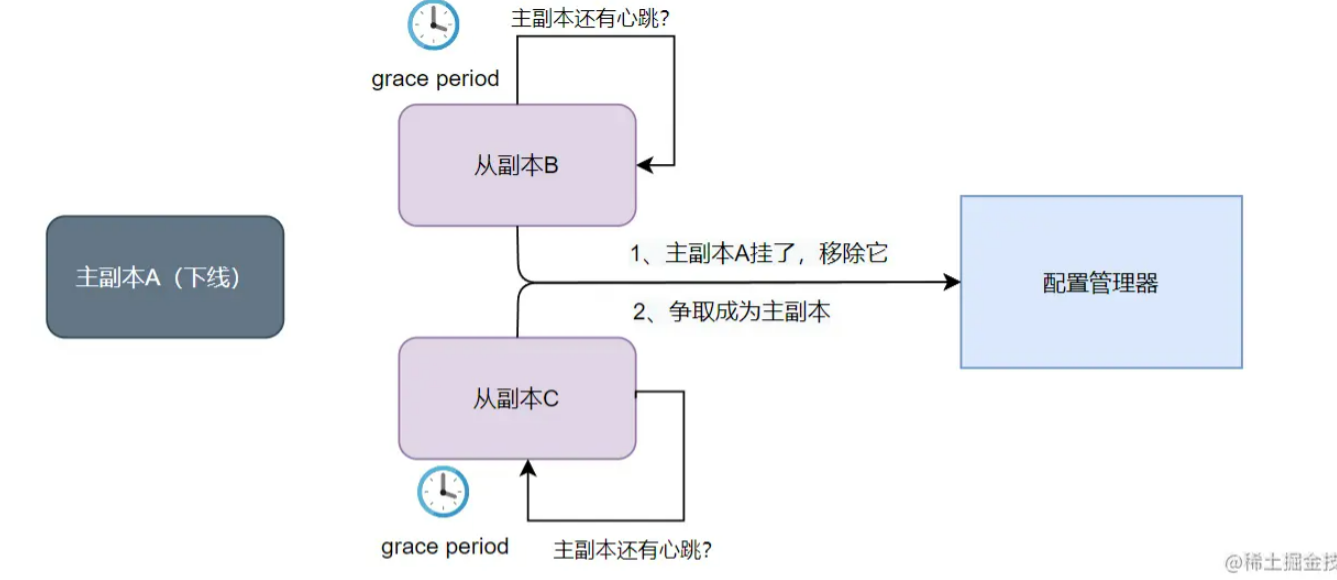 主副本还有心跳?
grace period
从副本B
主副本A（下线）
1、主副本A挂了，移除它
2、争取成为主副本
配置管理器
从副本C
grace period
主副本还有心跳?
@稀土掘金技